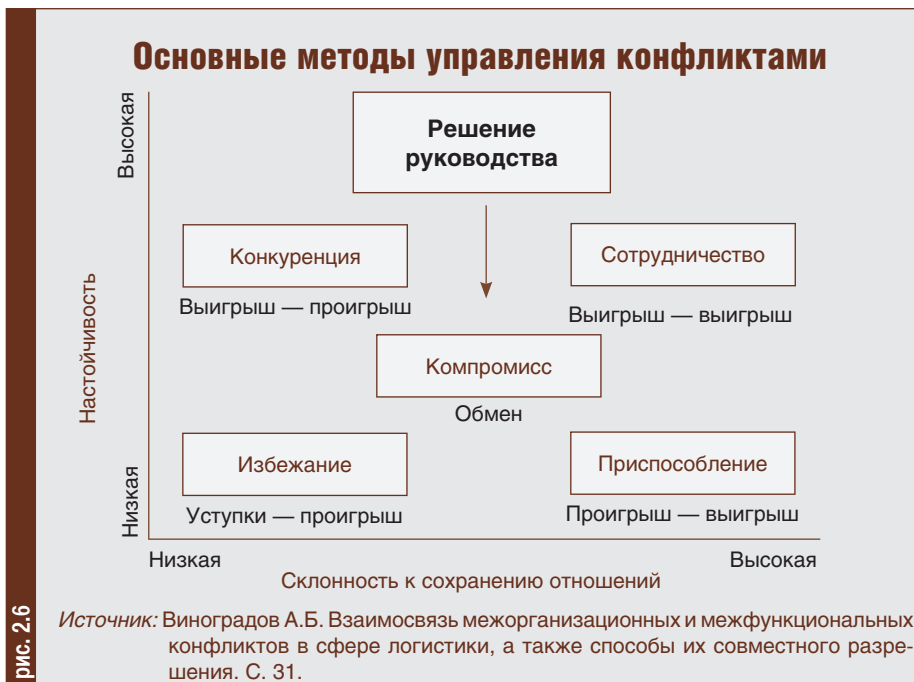 Основные методы управления конфликтами
Высокая
Решение
руководства
Конкуренция
Выигрыш — проигрыш
Сотрудничество
Выигрыш — выигрыш
Настойчивость
Компромисс
Обмен
Избежание
Уступки — проигрыш
Приспособление
Проигрыш — выигрыш
Низкая
Низкая
Высокая
Склонность к сохранению отношений
рис. 2.6
Источник: Виноградов А.Б. Взаимосвязь межорганизационных и межфункциональных
конфликтов в сфере логистики, а также способы их совместного разре-
шения. С. 31.